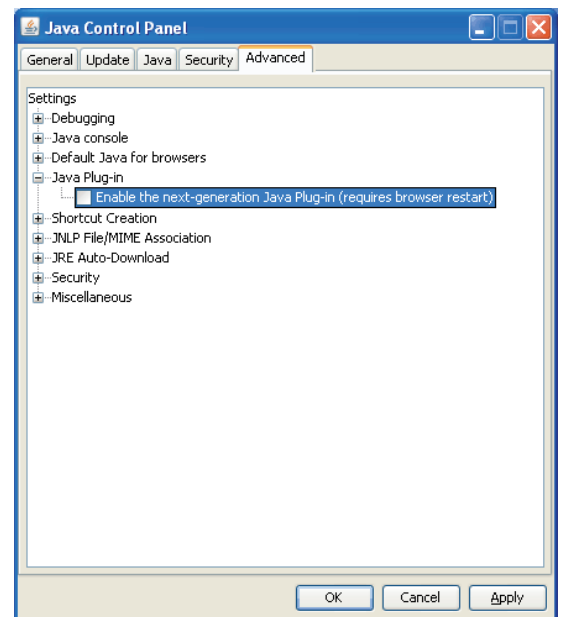 Java Control Panel
General Update Java Security Advanced
Settings
Debugging
Java console
Default Java for browsers
Java Plug-in
Enable the next-generation Java Plug-in (requires browser restart)
Shortcut Creation
JNLP File/MIME Association
JRE Auto-Download
Security
Miscellaneous
OK Cancel Apply